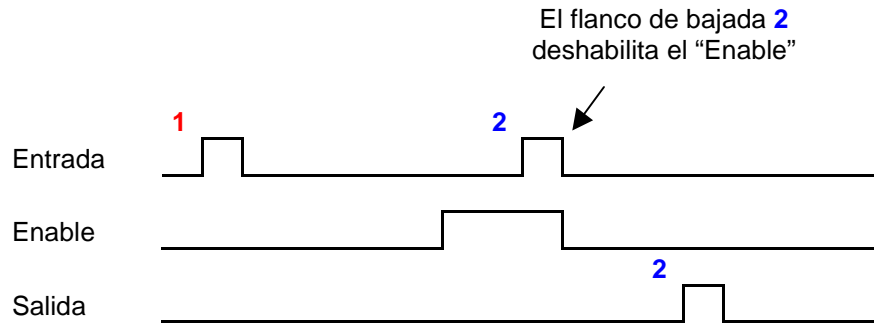 El flanco de bajada 2
deshabilita el “Enable”
1
2
Entrada
Enable
2
Salida